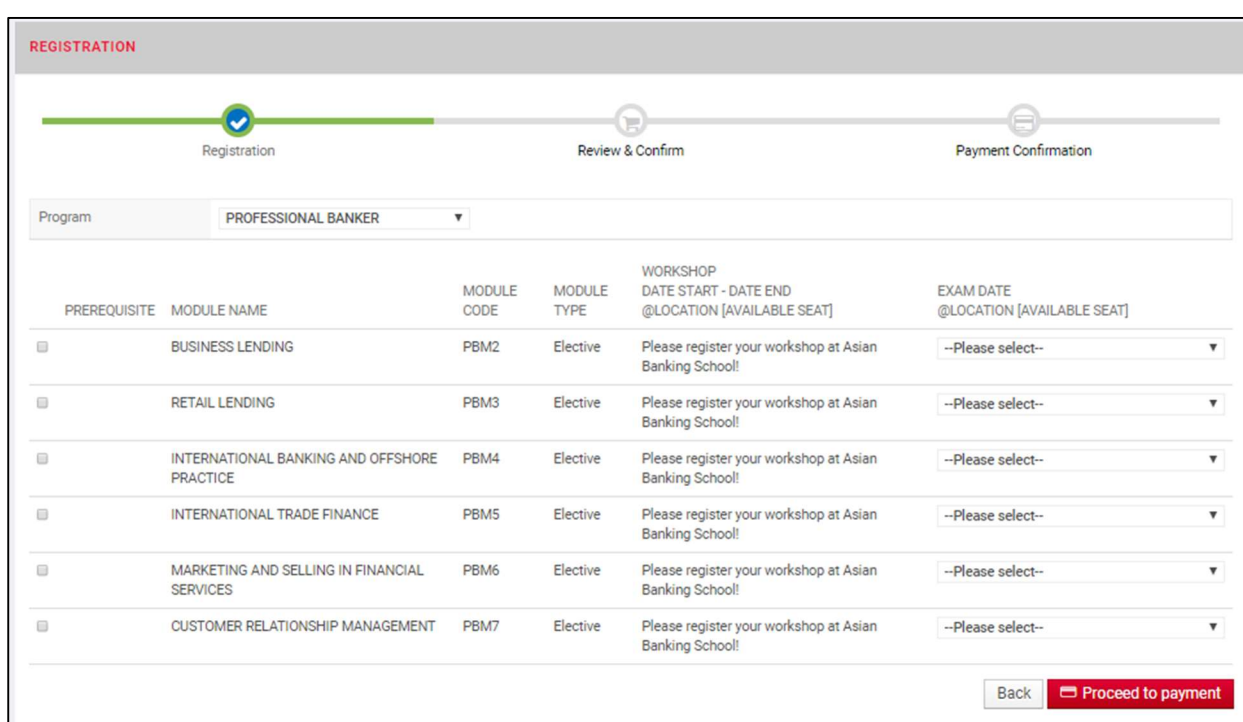 REGISTRATION
Registration
Review & Confirm
Payment Confirmation
Program
PROFESSIONAL BANKER
PREREQUISITE
MODULE NAME
MODULE
CODE
MODULE
TYPE
WORKSHOP
DATE START - DATE END
@LOCATION [AVAILABLE SEAT]
EXAM DATE
@LOCATION [AVAILABLE SEAT]
BUSINESS LENDING
PBM2
Elective
Please register your workshop at Asian
Banking School!
--Please select--
RETAIL LENDING
PBM3
Elective
Please register your workshop at Asian
Banking School!
--Please select--
INTERNATIONAL BANKING AND OFFSHORE
PRACTICE
PBM4
Elective
Please register your workshop at Asian
Banking School!
--Please select--
INTERNATIONAL TRADE FINANCE
PBM5
Elective
Please register your workshop at Asian
Banking School!
--Please select--
MARKETING AND SELLING IN FINANCIAL
SERVICES
PBM6
Elective
Please register your workshop at Asian
Banking School!
--Please select--
CUSTOMER RELATIONSHIP MANAGEMENT
PBM7
Elective
Please register your workshop at Asian
Banking School!
--Please select--
Back
Proceed to payment